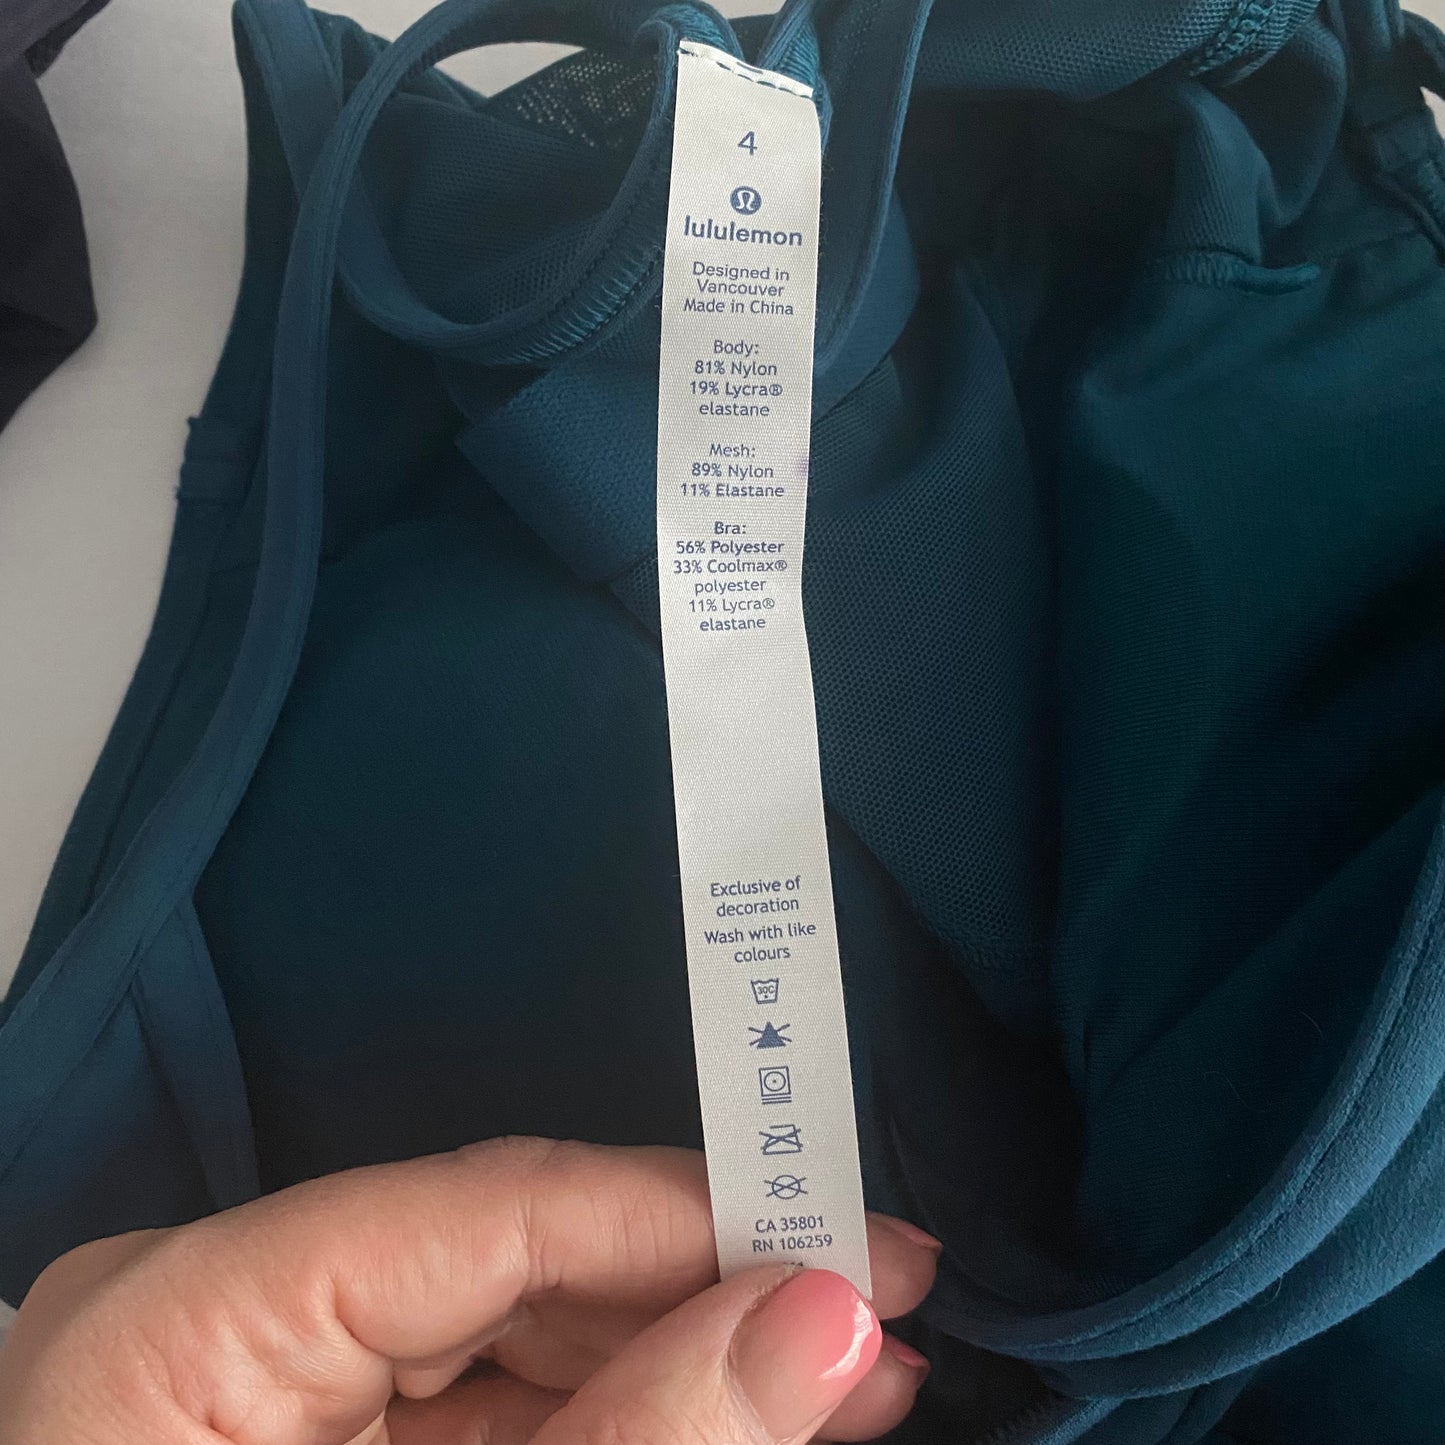 4
lululemon
Designed in
Vancouver
Made in China
Body:
81% Nylon
19% Lycra®
elastane
Mesh:
89% Nylon
11% Elastane
Bra:
56% Polyester
33% Coolmax®
polyester
11% Lycra®
elastane
Exclusive of
decoration
Wash with like
colours
30C
CA 35801
RN 106259